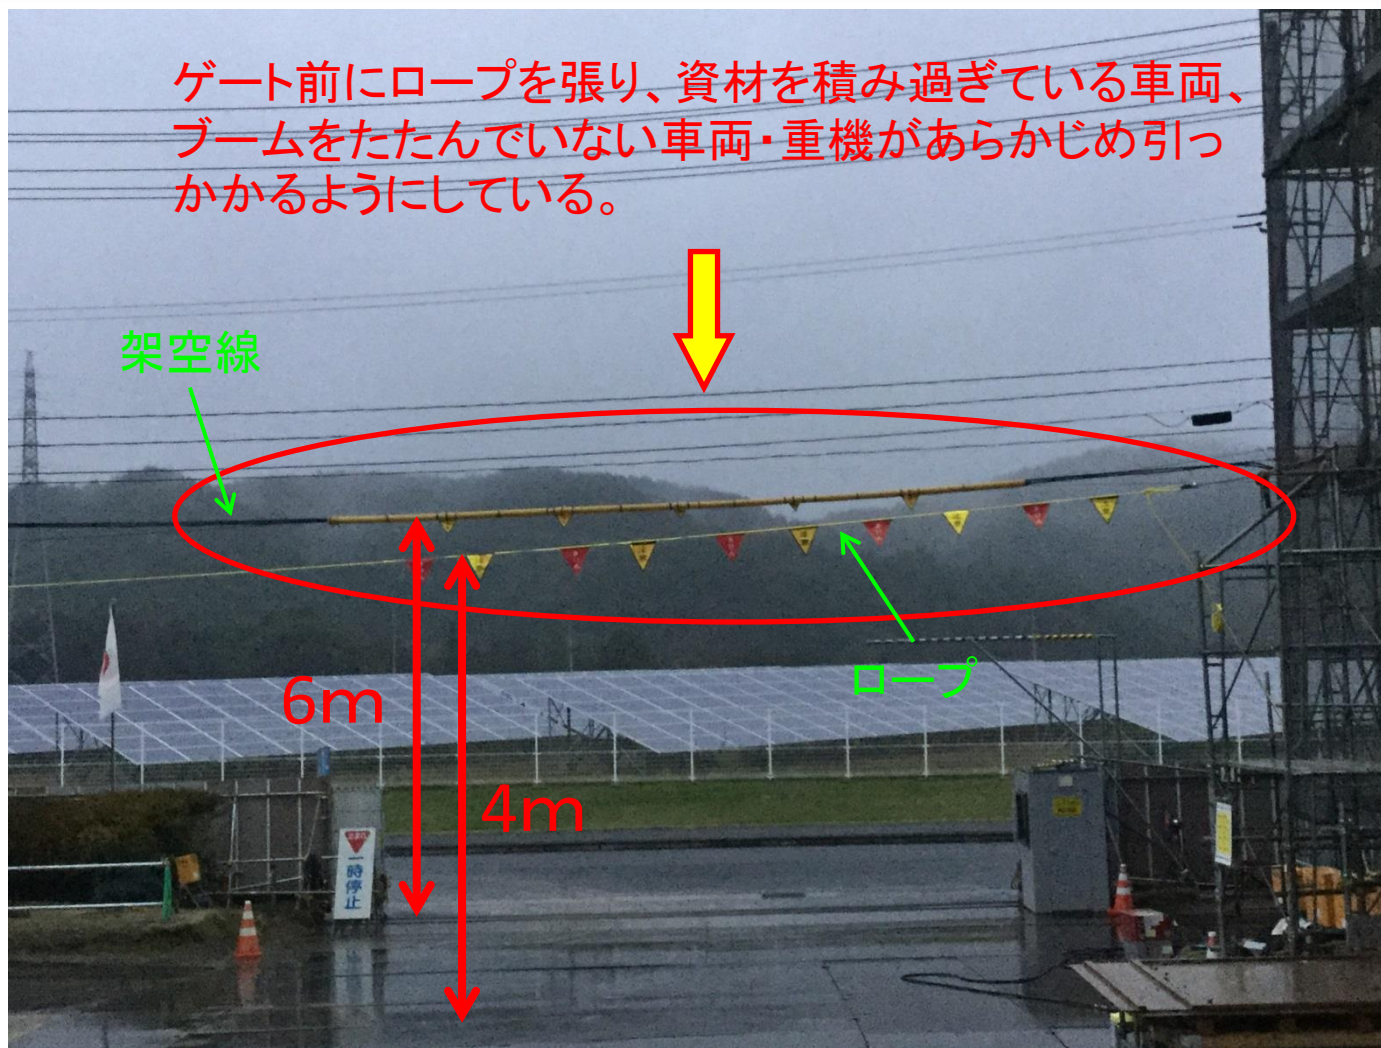 ゲート前にロープを張り、資材を積み過ぎている車両、
ブームをたたんでいない車両・重機があらかじめ引っ
かかるようにしている。
架空線
ロープ
6m
4m
一時停止